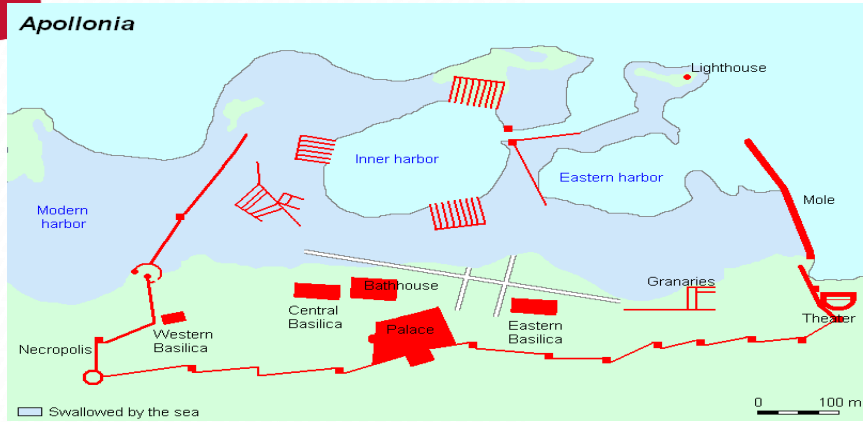 Apollonia
Lighthouse
Inner harbor
Eastern harbor
Modern
harbor
Mole
Granaries
Bathhouse
Central
Basilica
Eastern
Basilica
Theater
Palace
Western
Basilica
Necropolis
0 100 m
Swallowed by the sea